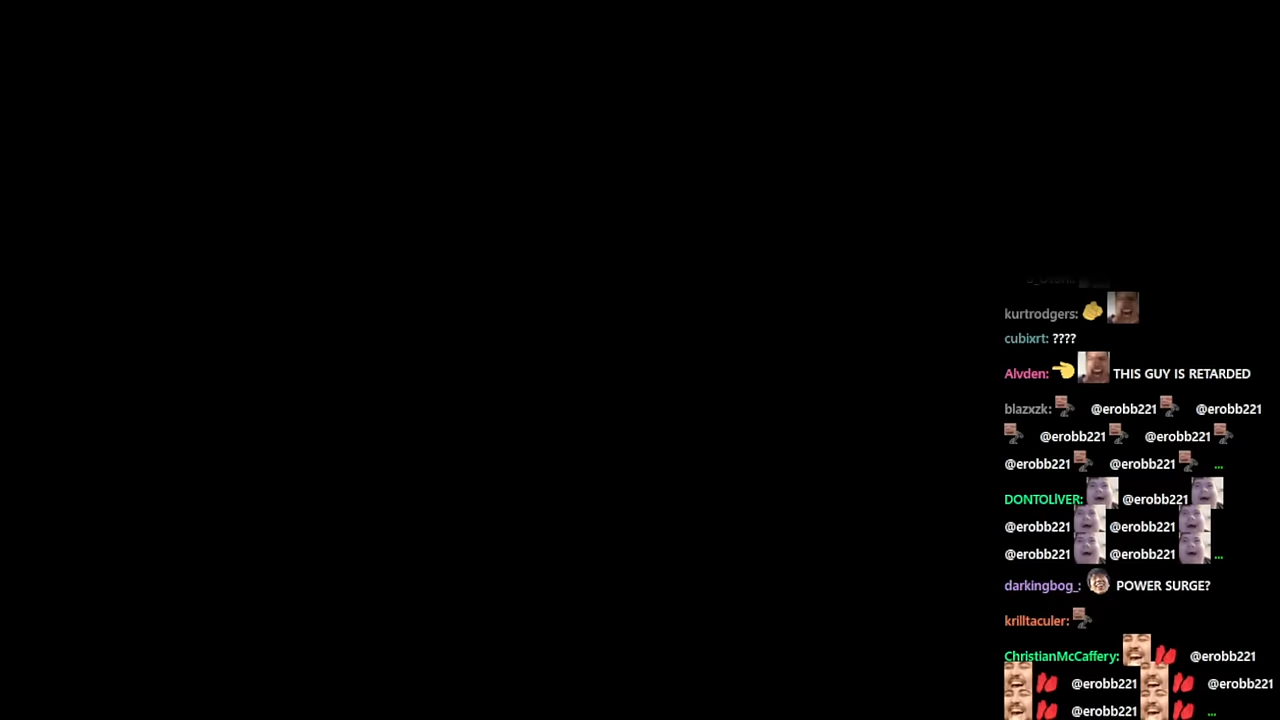 kurtrodgers:
cubixrt: ????
Alvden: THIS GUY IS RETARDED
blazxzk: @erobb221 @erobb221
@erobb221 @erobb221
@erobb221 @erobb221 ...
DONTOLlVER: @erobb221
@erobb221 @erobb221
@erobb221 @erobb221 ...
darkingbog_: POWER SURGE?
krilltaculer:
ChristianMcCaffery: @erobb221
@erobb221 @erobb221
@erobb221 ...